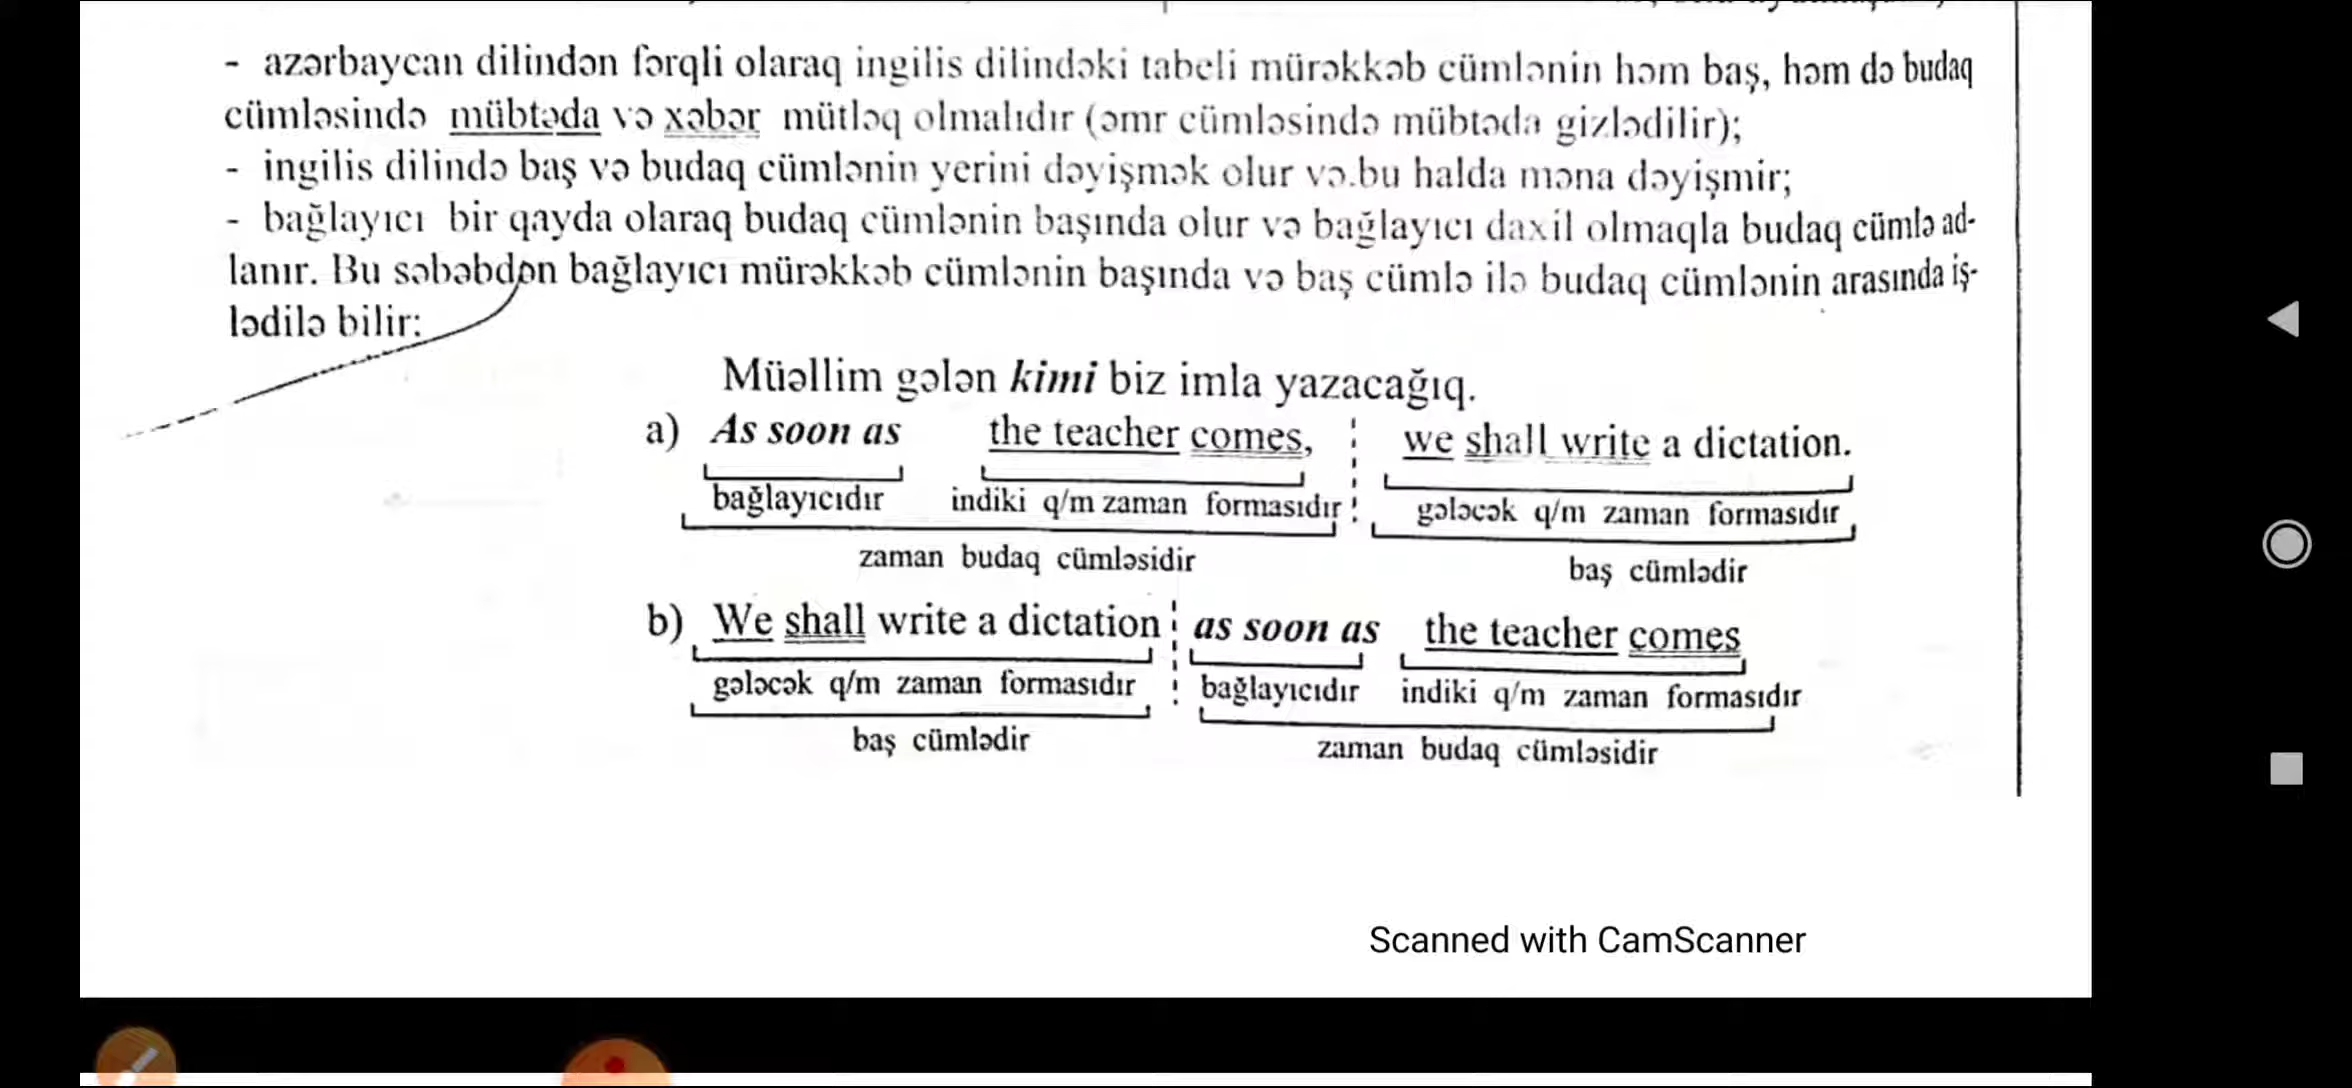 - azərbaycan dilindən fərqli olaraq ingilis dilindəki tabeli mürəkkəb cümlənin həm baş, həm də budaq
cümləsində mübtəda və xəbər mütləq olmalıdır (əmr cümləsində mübtəda gizlədilir);
- ingilis dilində baş və budaq cümlənin yerini dəyişmək olur və.bu halda məna dəyişmir;
- bağlayıcı bir qayda olaraq budaq cümlənin başında olur və bağlayıcı daxil olmaqla budaq cümlə ad-
lanır. Bu səbəbdən bağlayıcı mürəkkəb cümlənin başında və baş cümlə ilə budaq cümlənin arasında iş-
lədilə bilir:
Müəllim gələn kimi biz imla yazacağıq.
a) As soon as the teacher comes, we shall write a dictation.
bağlayıcıdır indiki q/m zaman formasıdır gələcək q/m zaman formasıdır
zaman budaq cümləsidir baş cümlədir
b) We shall write a dictation as soon as the teacher comes
gələcək q/m zaman formasıdır bağlayıcıdır indiki q/m zaman formasıdır
baş cümlədir zaman budaq cümləsidir
Scanned with CamScanner